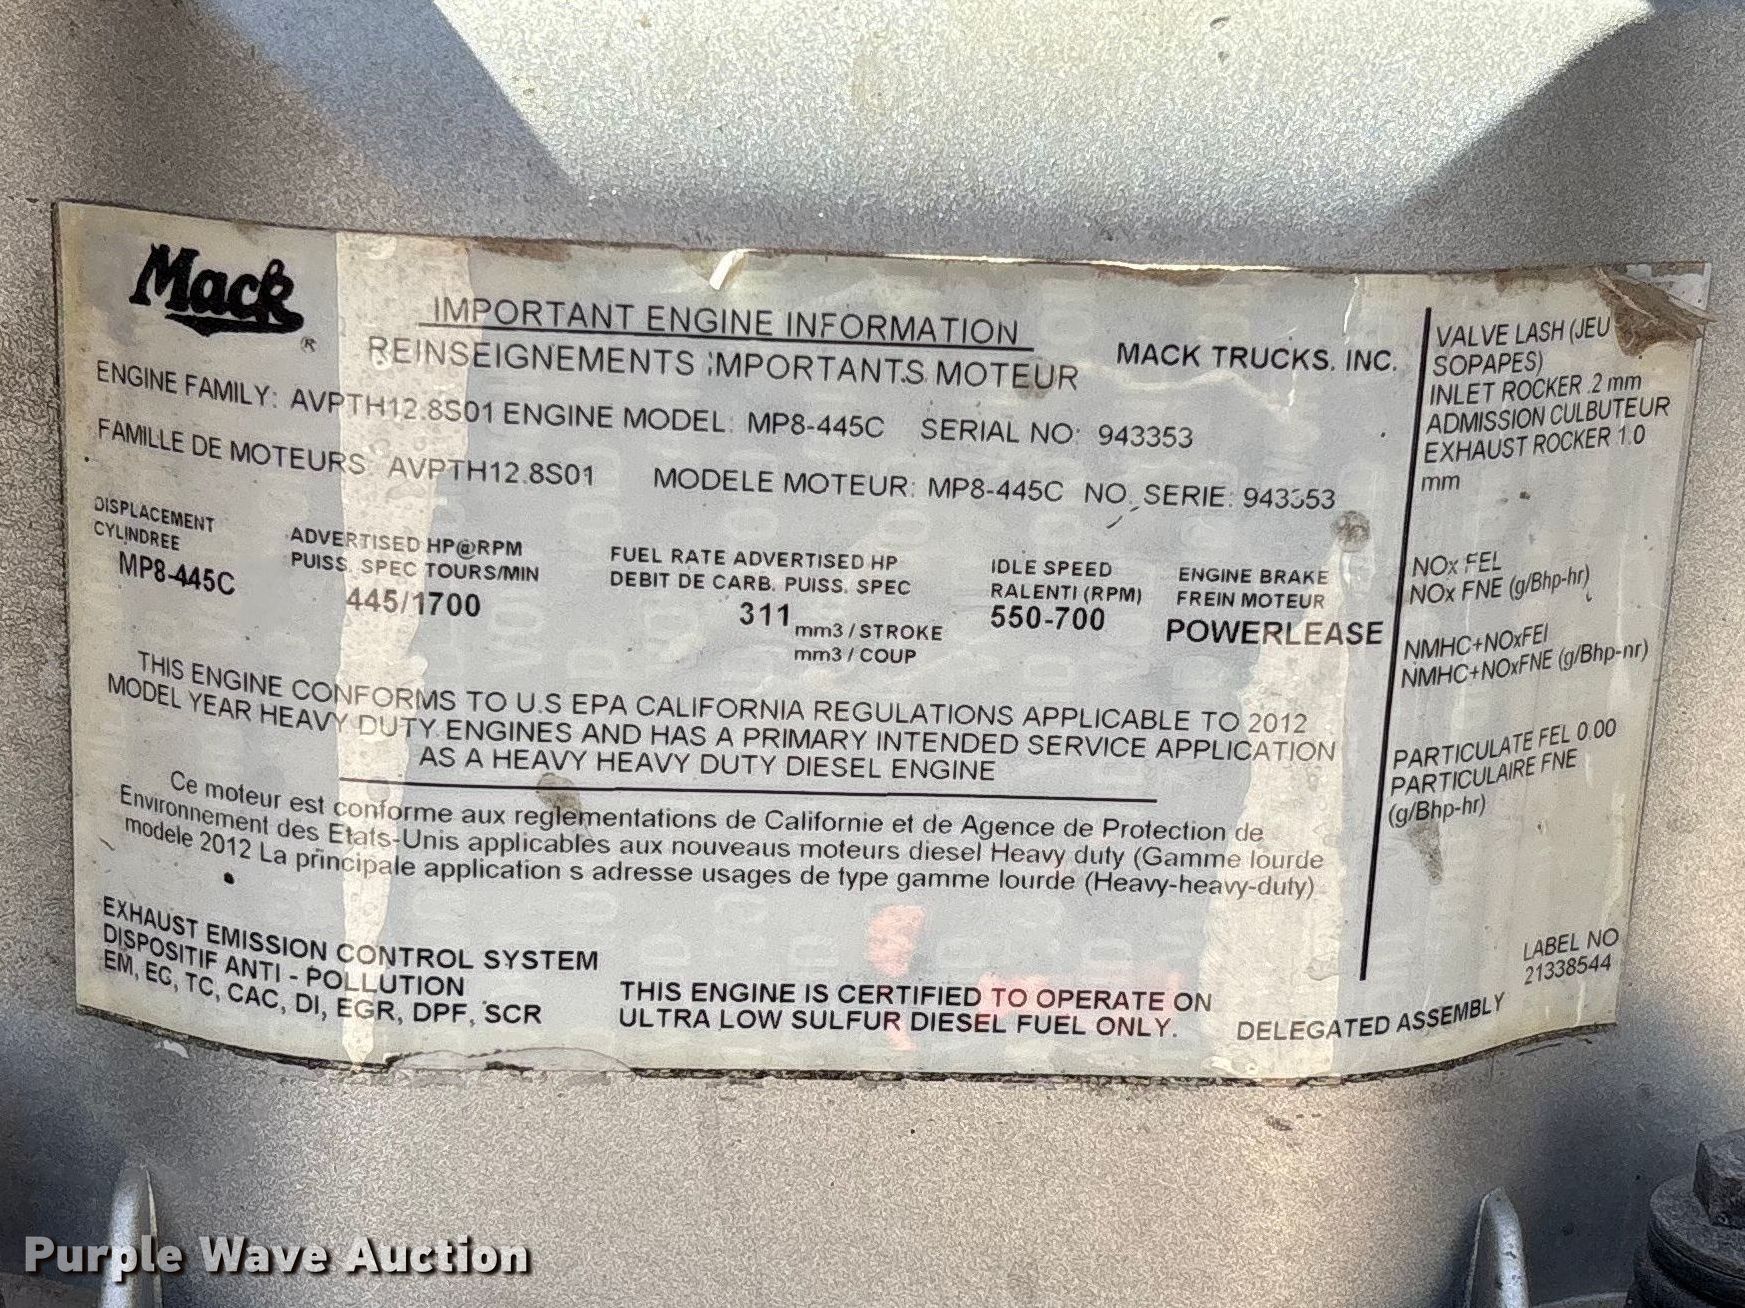 Mack
®
IMPORTANT ENGINE INFORMATION
REINSEIGNEMENTS IMPORTANTS MOTEUR
MACK TRUCKS, INC.
ENGINE FAMILY: AVPTH12.8S01 ENGINE MODEL: MP8-445C SERIAL NO: 943353
FAMILLE DE MOTEURS: AVPTH12.8S01 MODELE MOTEUR: MP8-445C NO. SERIE: 943353
DISPLACEMENT
CYLINDREE
MP8-445C
ADVERTISED HP@RPM
PUISS. SPEC TOURS/MIN
445/1700
FUEL RATE ADVERTISED HP
DEBIT DE CARB. PUISS. SPEC
311 mm3 / STROKE
mm3 / COUP
IDLE SPEED
RALENTI (RPM)
550-700
ENGINE BRAKE
FREIN MOTEUR
POWERLEASE
THIS ENGINE CONFORMS TO U.S EPA CALIFORNIA REGULATIONS APPLICABLE TO 2012
MODEL YEAR HEAVY DUTY ENGINES AND HAS A PRIMARY INTENDED SERVICE APPLICATION
AS A HEAVY HEAVY DUTY DIESEL ENGINE
Ce moteur est conforme aux reglementations de Californie et de Agence de Protection de
Environnement des Etats-Unis applicables aux nouveaus moteurs diesel Heavy duty (Gamme lourde
modele 2012 La principale application s adresse usages de type gamme lourde (Heavy-heavy-duty)
EXHAUST EMISSION CONTROL SYSTEM
DISPOSITIF ANTI - POLLUTION
EM, EC, TC, CAC, DI, EGR, DPF, SCR
THIS ENGINE IS CERTIFIED TO OPERATE ON
ULTRA LOW SULFUR DIESEL FUEL ONLY.
DELEGATED ASSEMBLY
VALVE LASH (JEU
SOPAPES)
INLET ROCKER .2 mm
ADMISSION CULBUTEUR
EXHAUST ROCKER 1.0
mm
NOx FEL
NOx FNE (g/Bhp-hr)
NMHC+NOxFEl
NMHC+NOxFNE (g/Bhp-hr)
PARTICULATE FEL 0.00
PARTICULAIRE FNE
(g/Bhp-hr)
LABEL NO
21338544
Purple Wave Auction